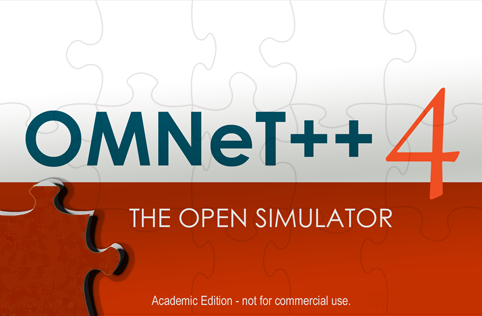 OMNeT++ 4
THE OPEN SIMULATOR
Academic Edition - not for commercial use.